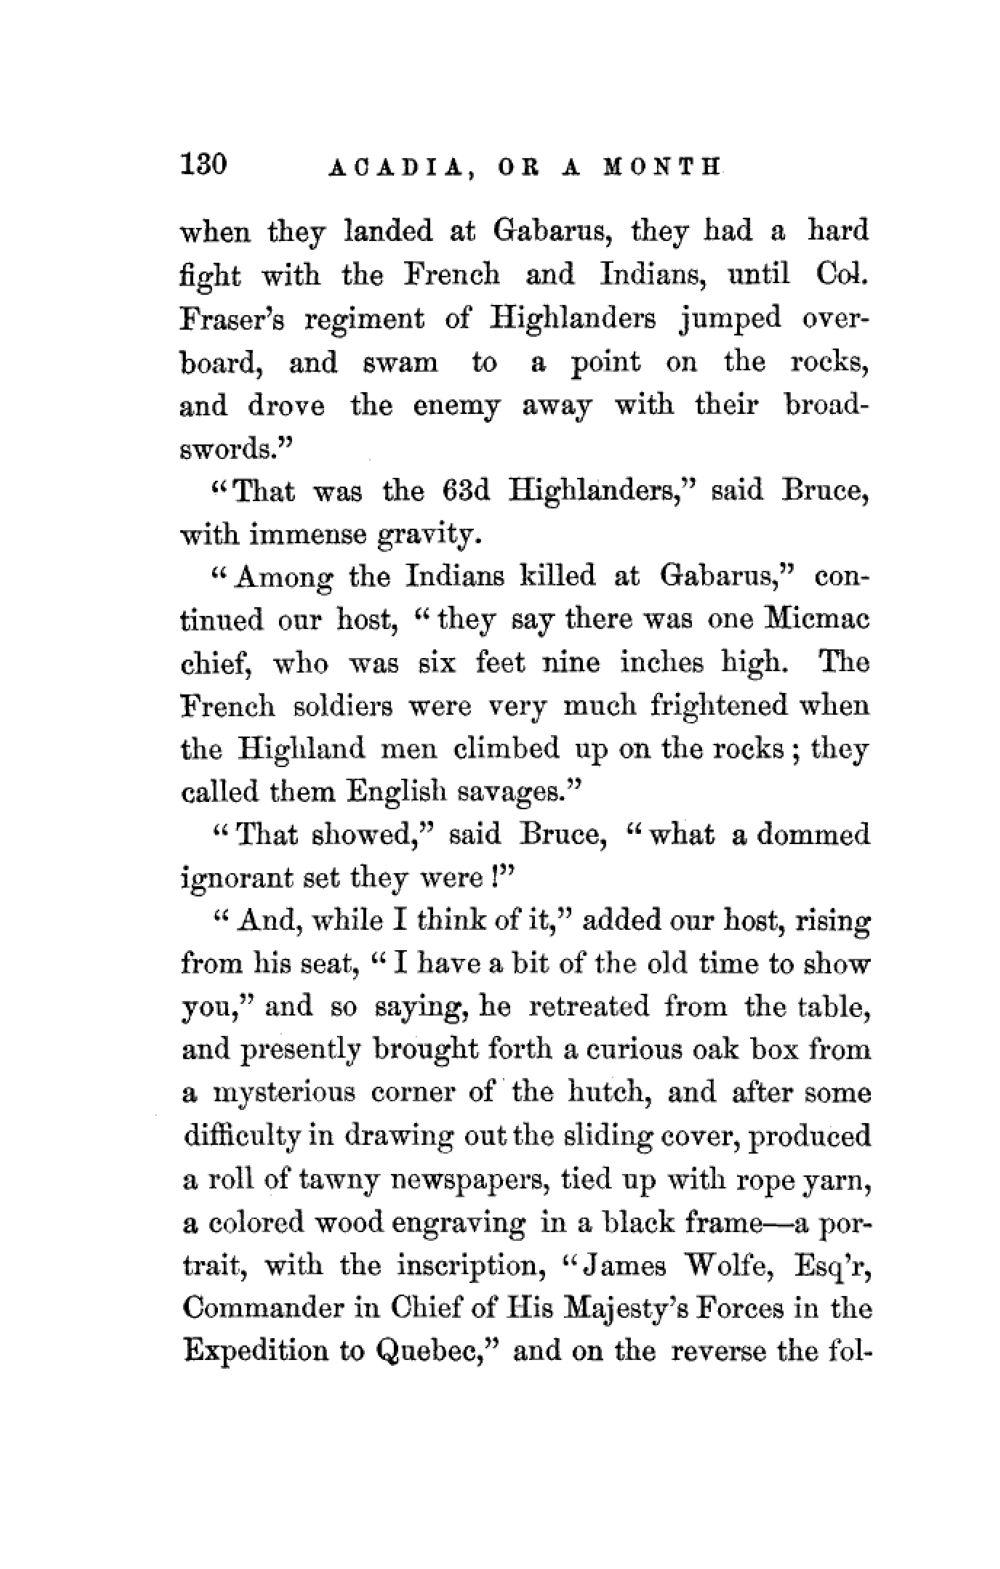 130 ACADIA, OR A MONTH
when they landed at Gabarus, they had a hard
fight with the French and Indians, until Col.
Fraser's regiment of Highlanders jumped over-
board, and swam to a point on the rocks,
and drove the enemy away with their broad-
swords."
"That was the 63d Highlanders," said Bruce,
with immense gravity.
"Among the Indians killed at Gabarus," con-
tinued our host, "they say there was one Micmac
chief, who was six feet nine inches high. The
French soldiers were very much frightened when
the Highland men climbed up on the rocks; they
called them English savages."
"That showed," said Bruce, "what a dommed
ignorant set they were!"
"And, while I think of it," added our host, rising
from his seat, "I have a bit of the old time to show
you," and so saying, he retreated from the table,
and presently brought forth a curious oak box from
a mysterious corner of the hutch, and after some
difficulty in drawing out the sliding cover, produced
a roll of tawny newspapers, tied up with rope yarn,
a colored wood engraving in a black frame—a por-
trait, with the inscription, "James Wolfe, Esq'r,
Commander in Chief of His Majesty's Forces in the
Expedition to Quebec," and on the reverse the fol-